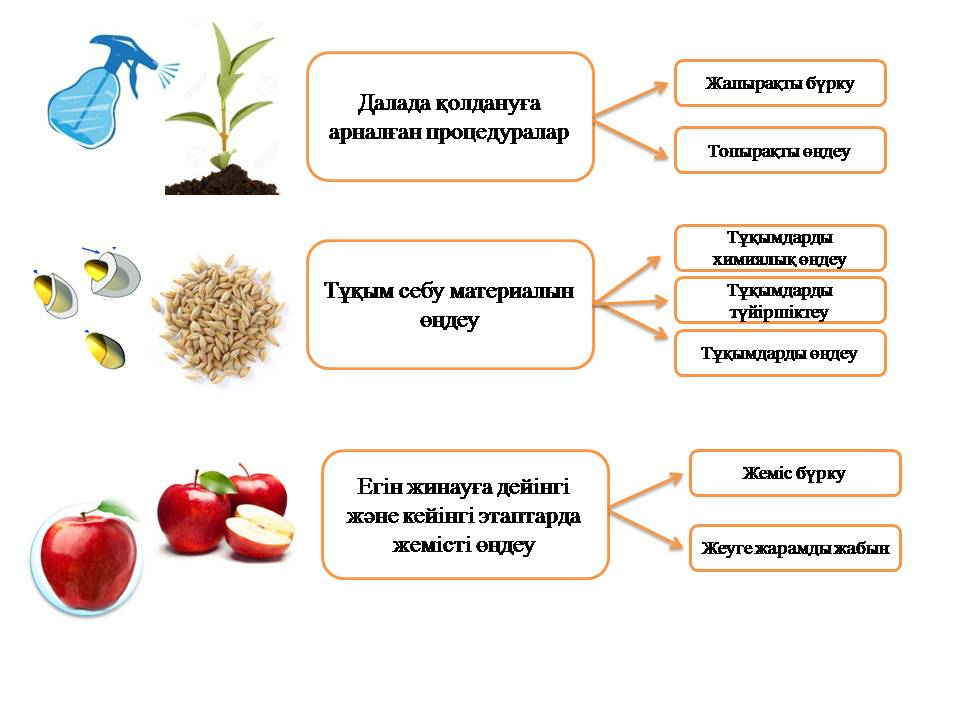 Далада қолдануға
арналған процедуралар
Жапырақты бүрку
Топырақты өңдеу
Тұқым себу материалын
өңдеу
Тұқымдарды
химиялық өңдеу
Тұқымдарды
түйіршіктеу
Тұқымдарды өңдеу
Егін жинауға дейінгі
және кейінгі этаптарда
жемісті өңдеу
Жеміс бүрку
Жеуге жарамды жабын